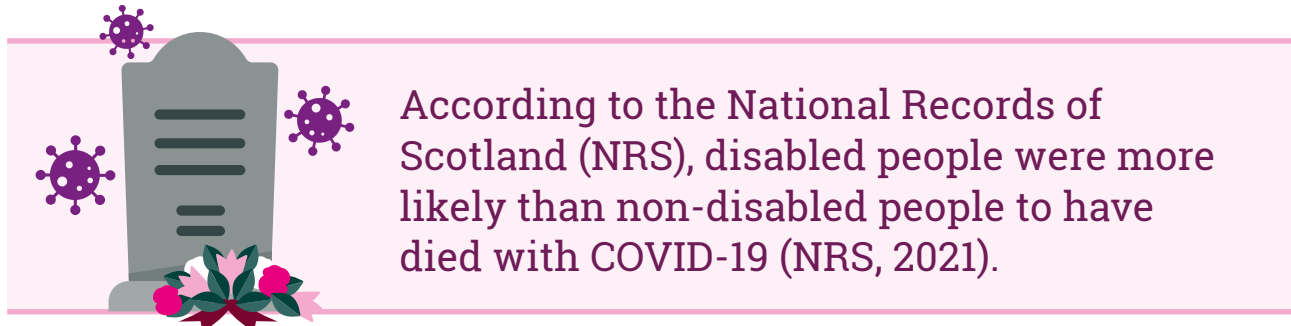 According to the National Records of
Scotland (NRS), disabled people were more
likely than non-disabled people to have
died with COVID-19 (NRS, 2021).